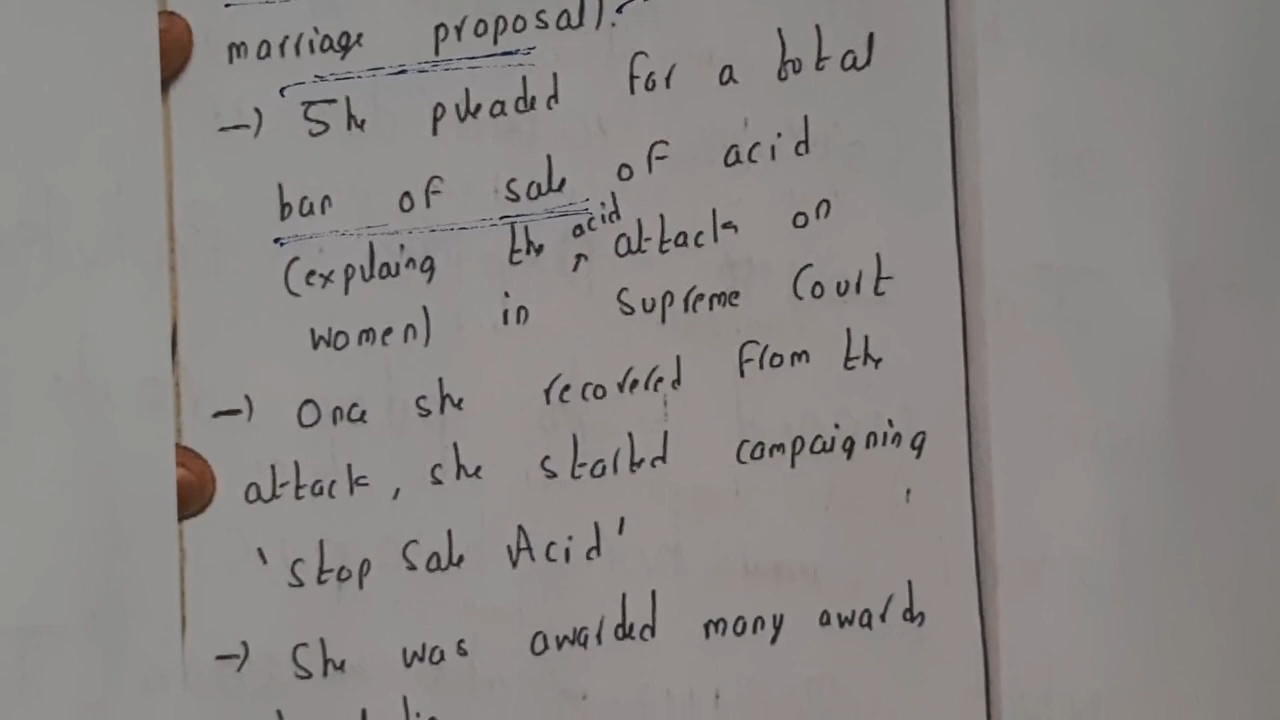 marriage proposal).
→ She pleaded for a total
ban of sale of acid
(explaing the acid attack on
women) in Supreme Court
→ Once she recovered from the
attack, she started campaigning
'Stop Sale Acid'
→ She was awarded many awards